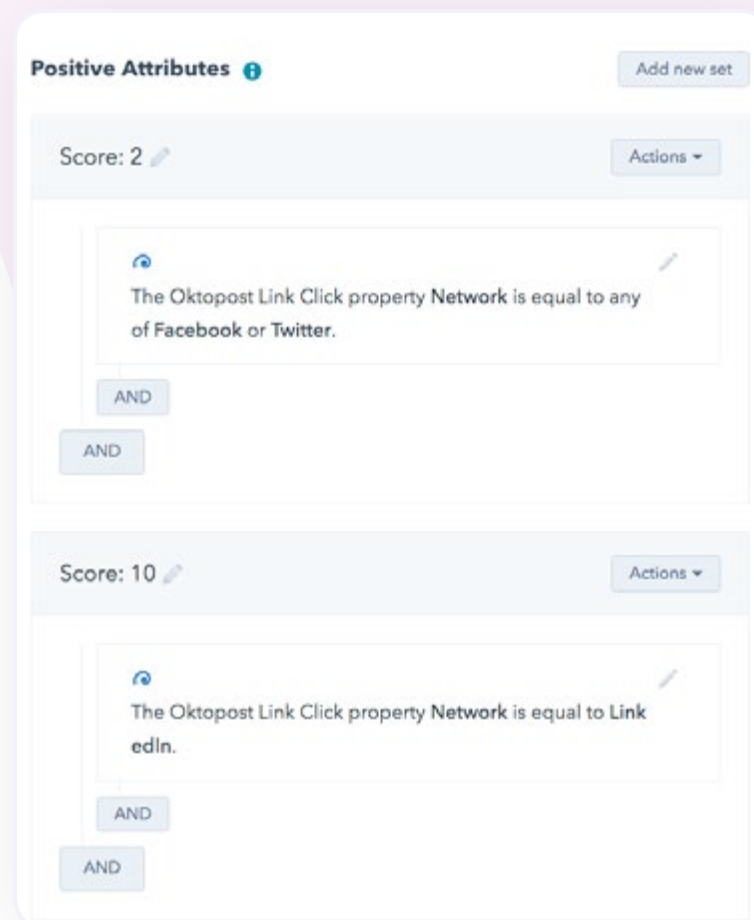 Positive Attributes
Add new set
Score: 2
Actions
The Oktopost Link Click property Network is equal to any
of Facebook or Twitter.
AND
AND
Score: 10
Actions
The Oktopost Link Click property Network is equal to Link
edIn.
AND
AND